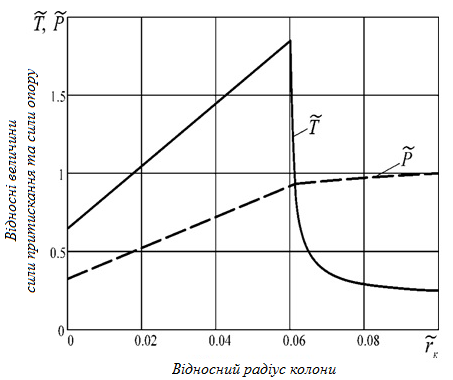 T̃, P̃
Відносні величини
сили притискання та сили опору
1.5
1
0.5
0
T̃
P̃
0 0.02 0.04 0.06 0.08 r̃к
Відносний радіус колони